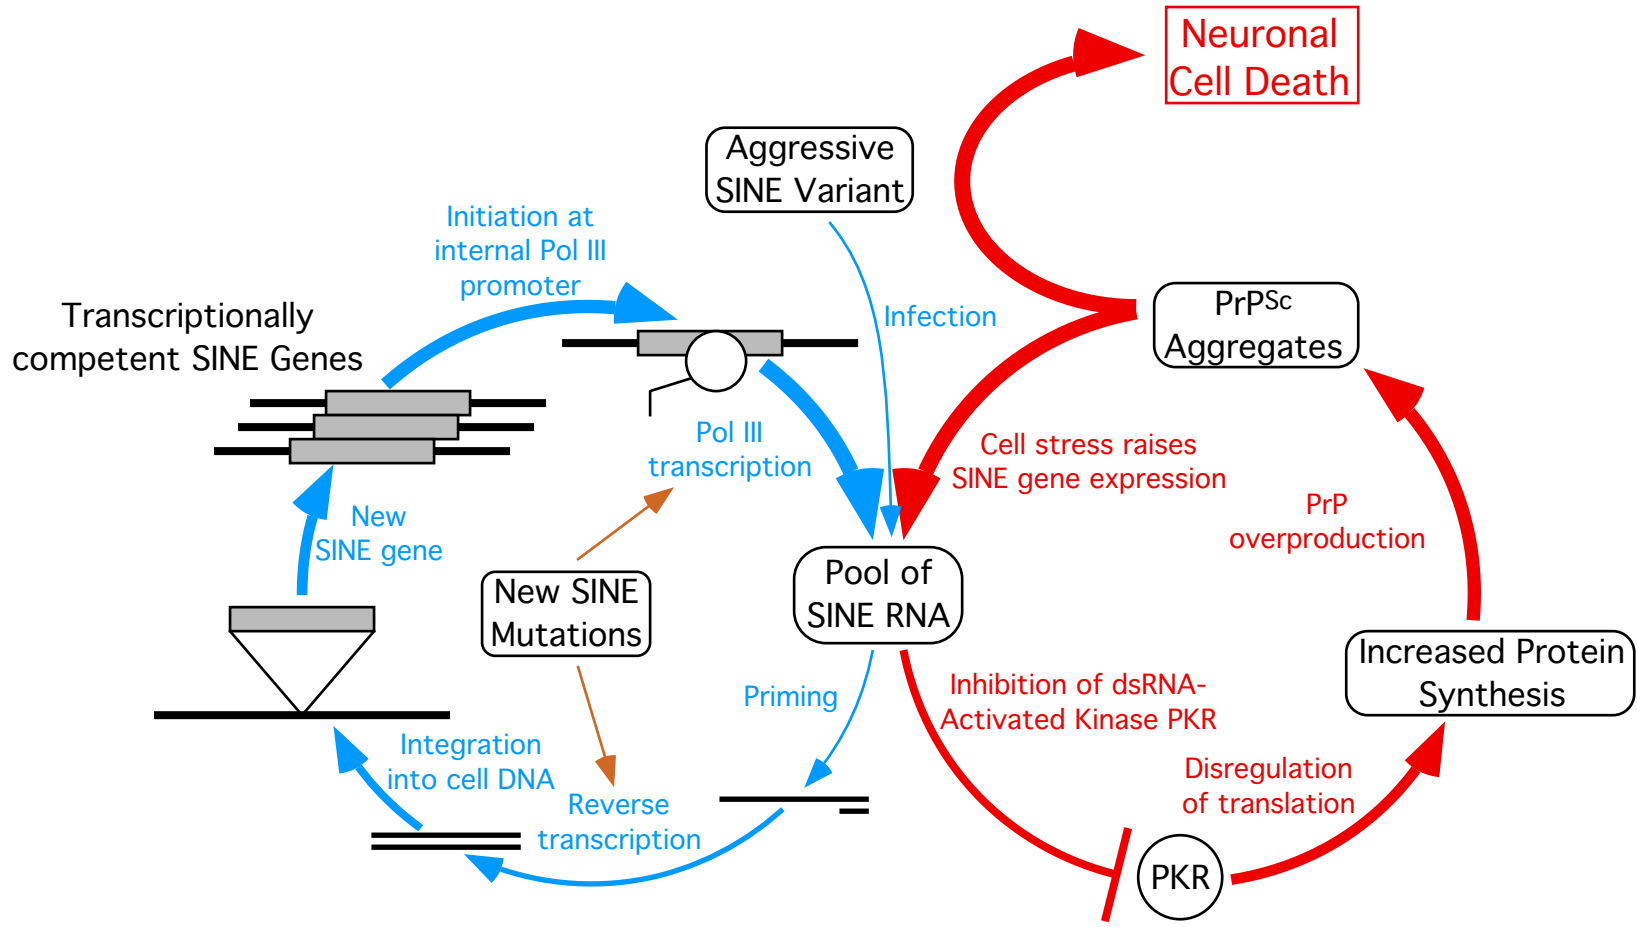 Neuronal
Cell Death
Aggressive
SINE Variant
Initiation at
internal Pol III
promoter
Infection
PrPSc
Aggregates
Transcriptionally
competent SINE Genes
Pol III
transcription
Cell stress raises
SINE gene expression
PrP
overproduction
New
SINE gene
New SINE
Mutations
Pool of
SINE RNA
Increased Protein
Synthesis
Priming
Inhibition of dsRNA-
Activated Kinase PKR
Integration
into cell DNA
Disregulation
of translation
Reverse
transcription
PKR